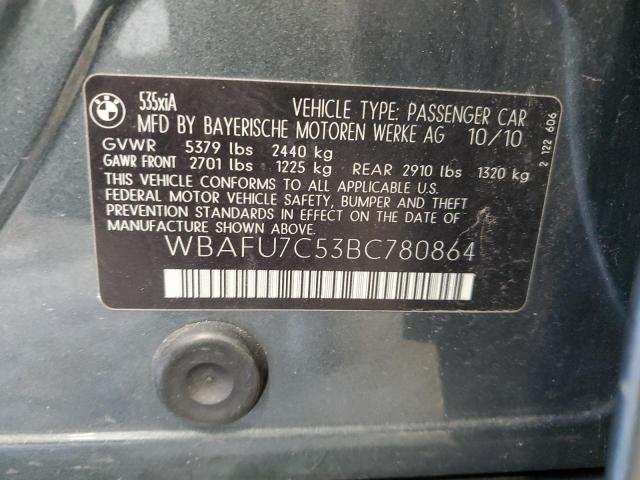 BMW
535xiA
VEHICLE TYPE: PASSENGER CAR
MFD BY BAYERISCHE MOTOREN WERKE AG 10/10
GVWR 5379 lbs 2440 kg
GAWR FRONT 2701 lbs 1225 kg REAR 2910 lbs 1320 kg
THIS VEHICLE CONFORMS TO ALL APPLICABLE U.S.
FEDERAL MOTOR VEHICLE SAFETY, BUMPER AND THEFT
PREVENTION STANDARDS IN EFFECT ON THE DATE OF
MANUFACTURE SHOWN ABOVE.
WBAFU7C53BC780864
2 122 606